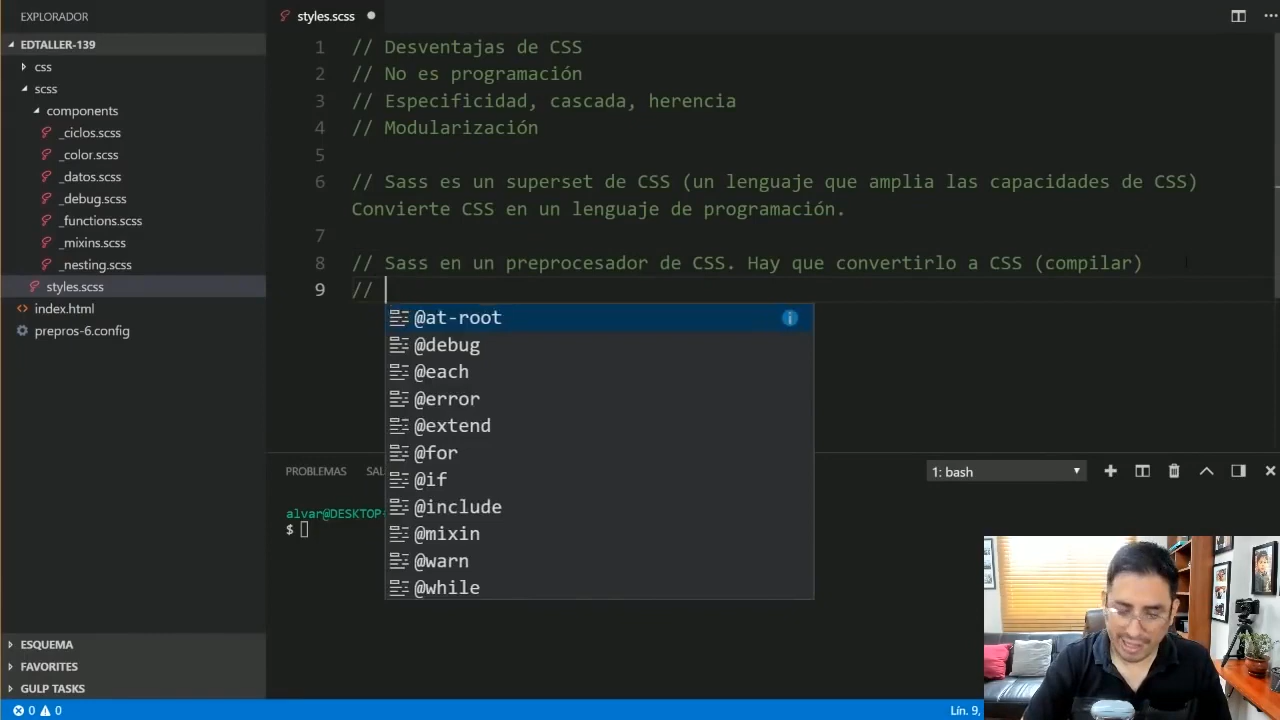 EXPLORADOR
EDTALLER-139
css
scss
components
_ciclos.scss
_color.scss
_datos.scss
_debug.scss
_functions.scss
_mixins.scss
_nesting.scss
styles.scss
index.html
prepros-6.config
ESQUEMA
FAVORITES
GULP TASKS
styles.scss
1 // Desventajas de CSS
2 // No es programación
3 // Especificidad, cascada, herencia
4 // Modularización
5
6 // Sass es un superset de CSS (un lenguaje que amplia las capacidades de CSS)
Convierte CSS en un lenguaje de programación.
7
8 // Sass en un preprocesador de CSS. Hay que convertirlo a CSS (compilar)
9 //
@at-root
@debug
@each
@error
@extend
@for
@if
@include
@mixin
@warn
@while
PROBLEMAS SAL
1: bash
alvar@DESKTOP-
$
0 0
Lín. 9,